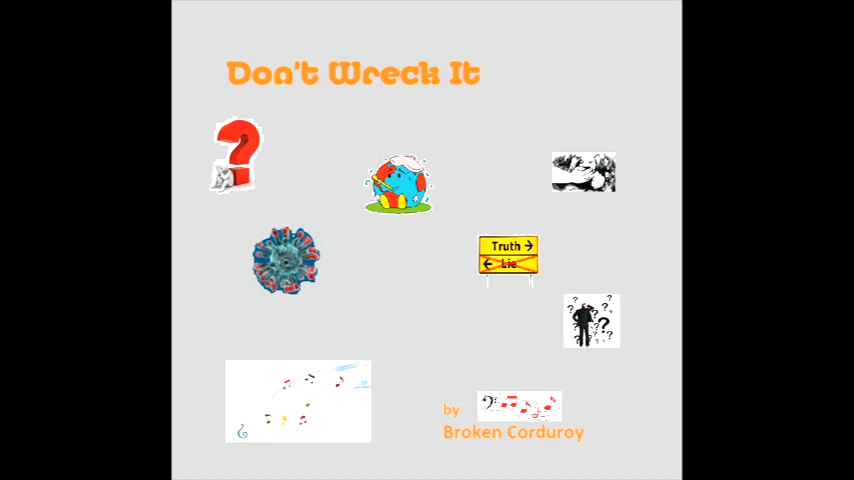 Don't Wreck It
?
Truth →
← Lie
? ? ? ? ? ? ? ? ?
by
Broken Corduroy